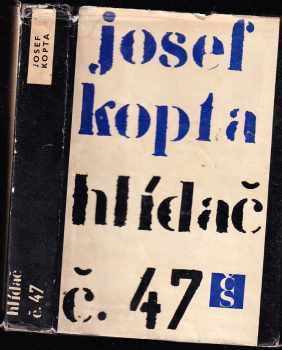 JOSEF
KOPTA
hlídač
č. 47
josef
kopta
hlídač
č. 47